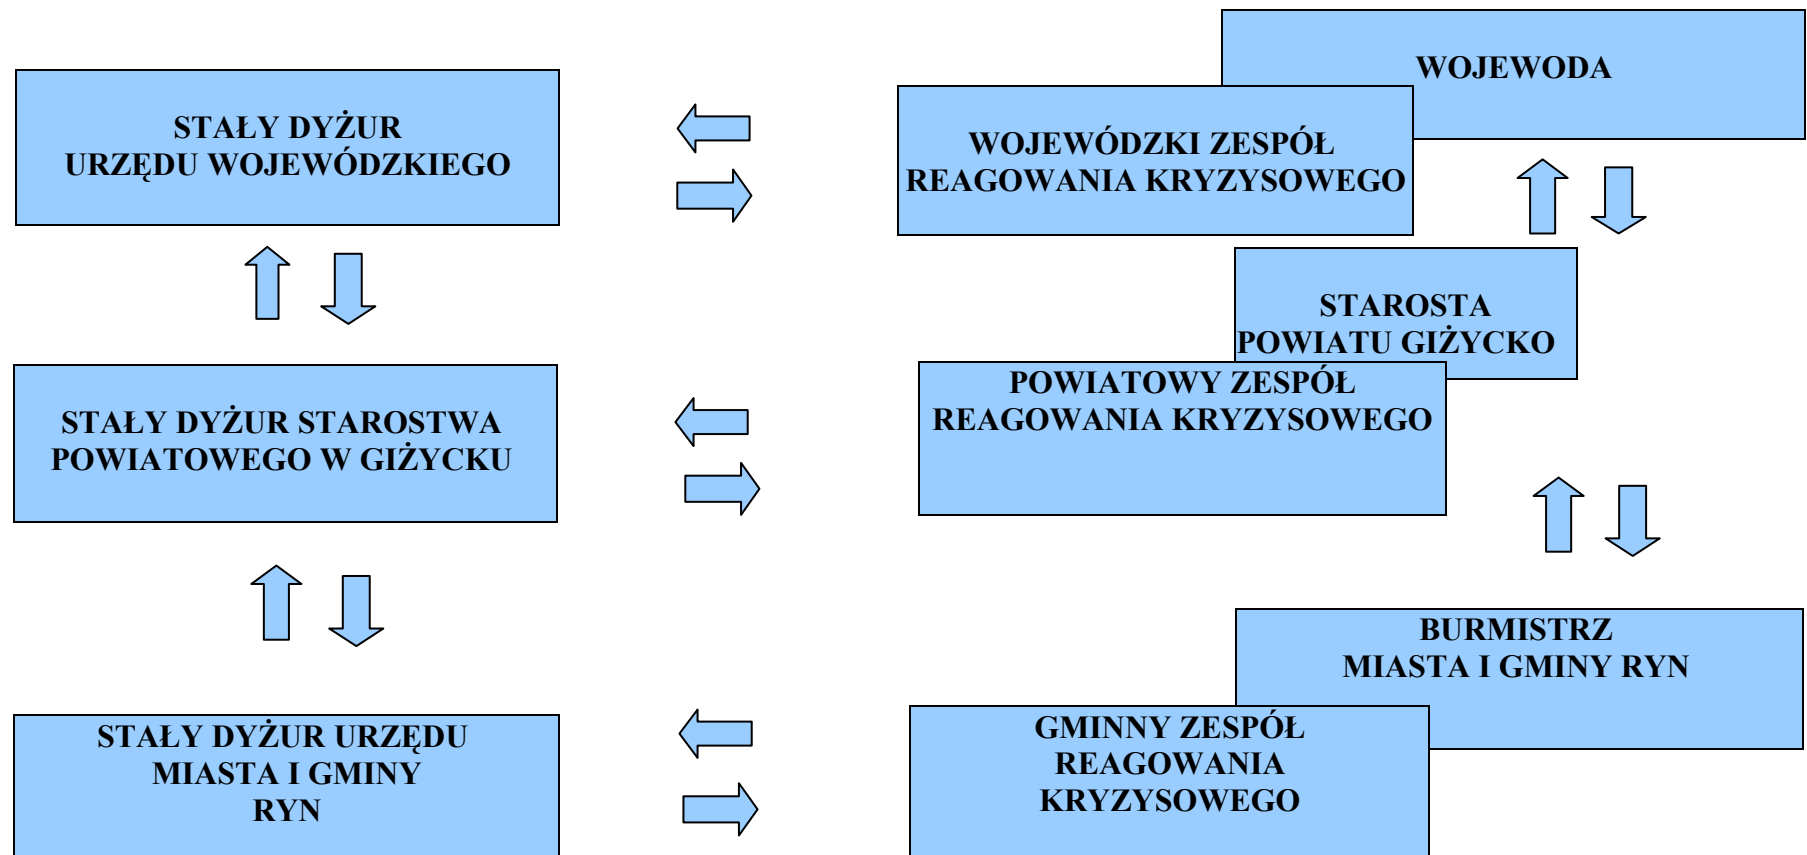 WOJEWODA
STAŁY DYŻUR
URZĘDU WOJEWÓDZKIEGO
WOJEWÓDZKI ZESPÓŁ
REAGOWANIA KRYZYSOWEGO
STAROSTA
POWIATU GIŻYCKO
STAŁY DYŻUR STAROSTWA
POWIATOWEGO W GIŻYCKU
POWIATOWY ZESPÓŁ
REAGOWANIA KRYZYSOWEGO
BURMISTRZ
MIASTA I GMINY RYN
STAŁY DYŻUR URZĘDU
MIASTA I GMINY
RYN
GMINNY ZESPÓŁ
REAGOWANIA
KRYZYSOWEGO